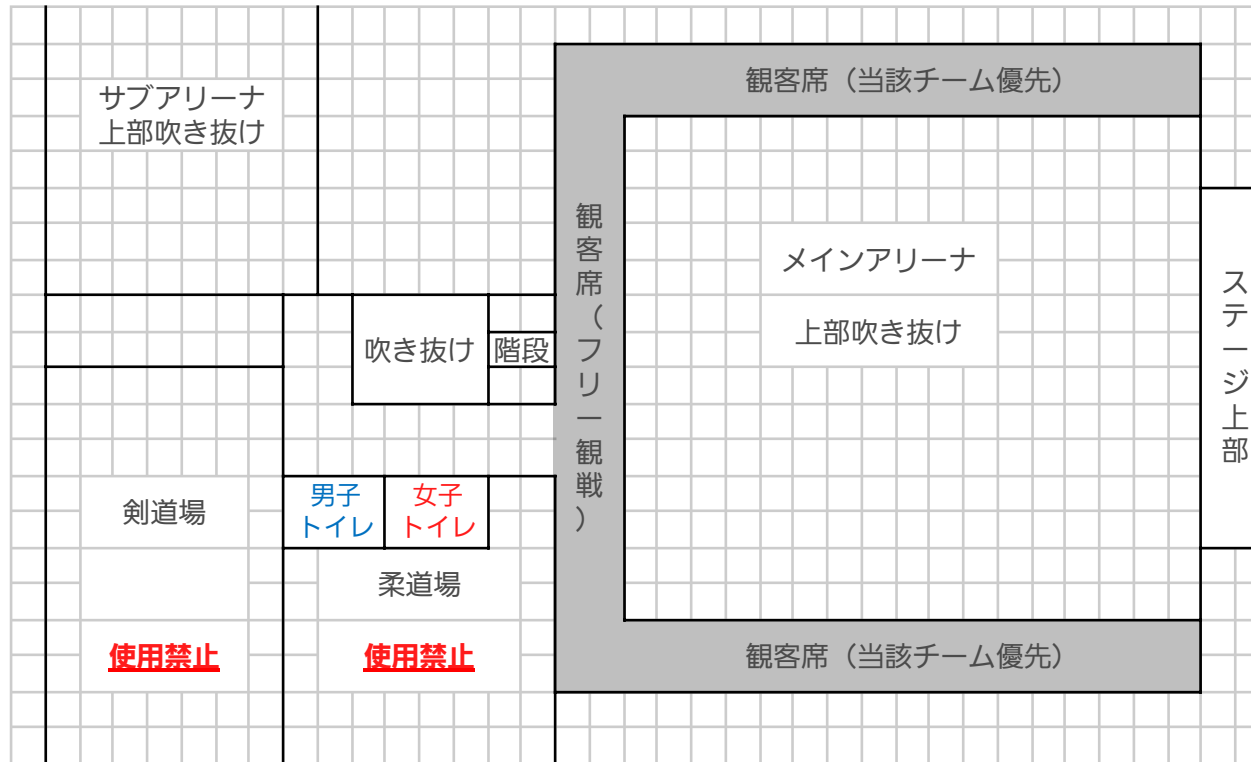 観客席（当該チーム優先）
サブアリーナ
上部吹き抜け
観客席（フリー観戦）
メインアリーナ
上部吹き抜け
ステージ上部
吹き抜け
階段
男子
トイレ
女子
トイレ
剣道場
柔道場
使用禁止
使用禁止
観客席（当該チーム優先）